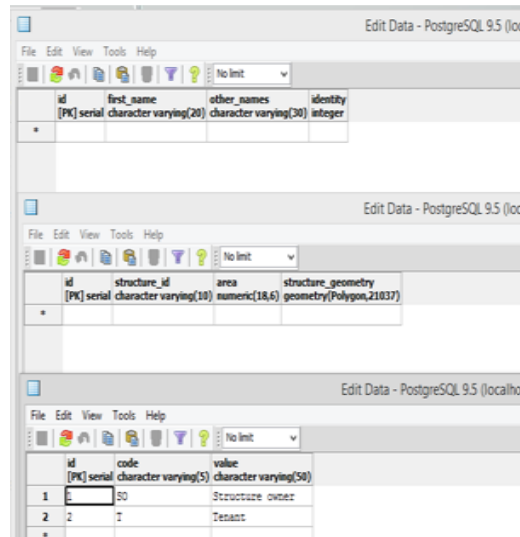 Edit Data - PostgreSQL 9.5 (loc
File Edit View Tools Help
No limit
id first_name other_names identity
[PK] serial character varying(20) character varying(30) integer
*
Edit Data - PostgreSQL 9.5 (loc
File Edit View Tools Help
No limit
id structure_id area structure_geometry
[PK] serial character varying(10) numeric(18,6) geometry(Polygon,21037)
*
Edit Data - PostgreSQL 9.5 (localho
File Edit View Tools Help
No limit
id code value
[PK] serial character varying(5) character varying(50)
1 1 SO Structure owner
2 2 T Tenant
*